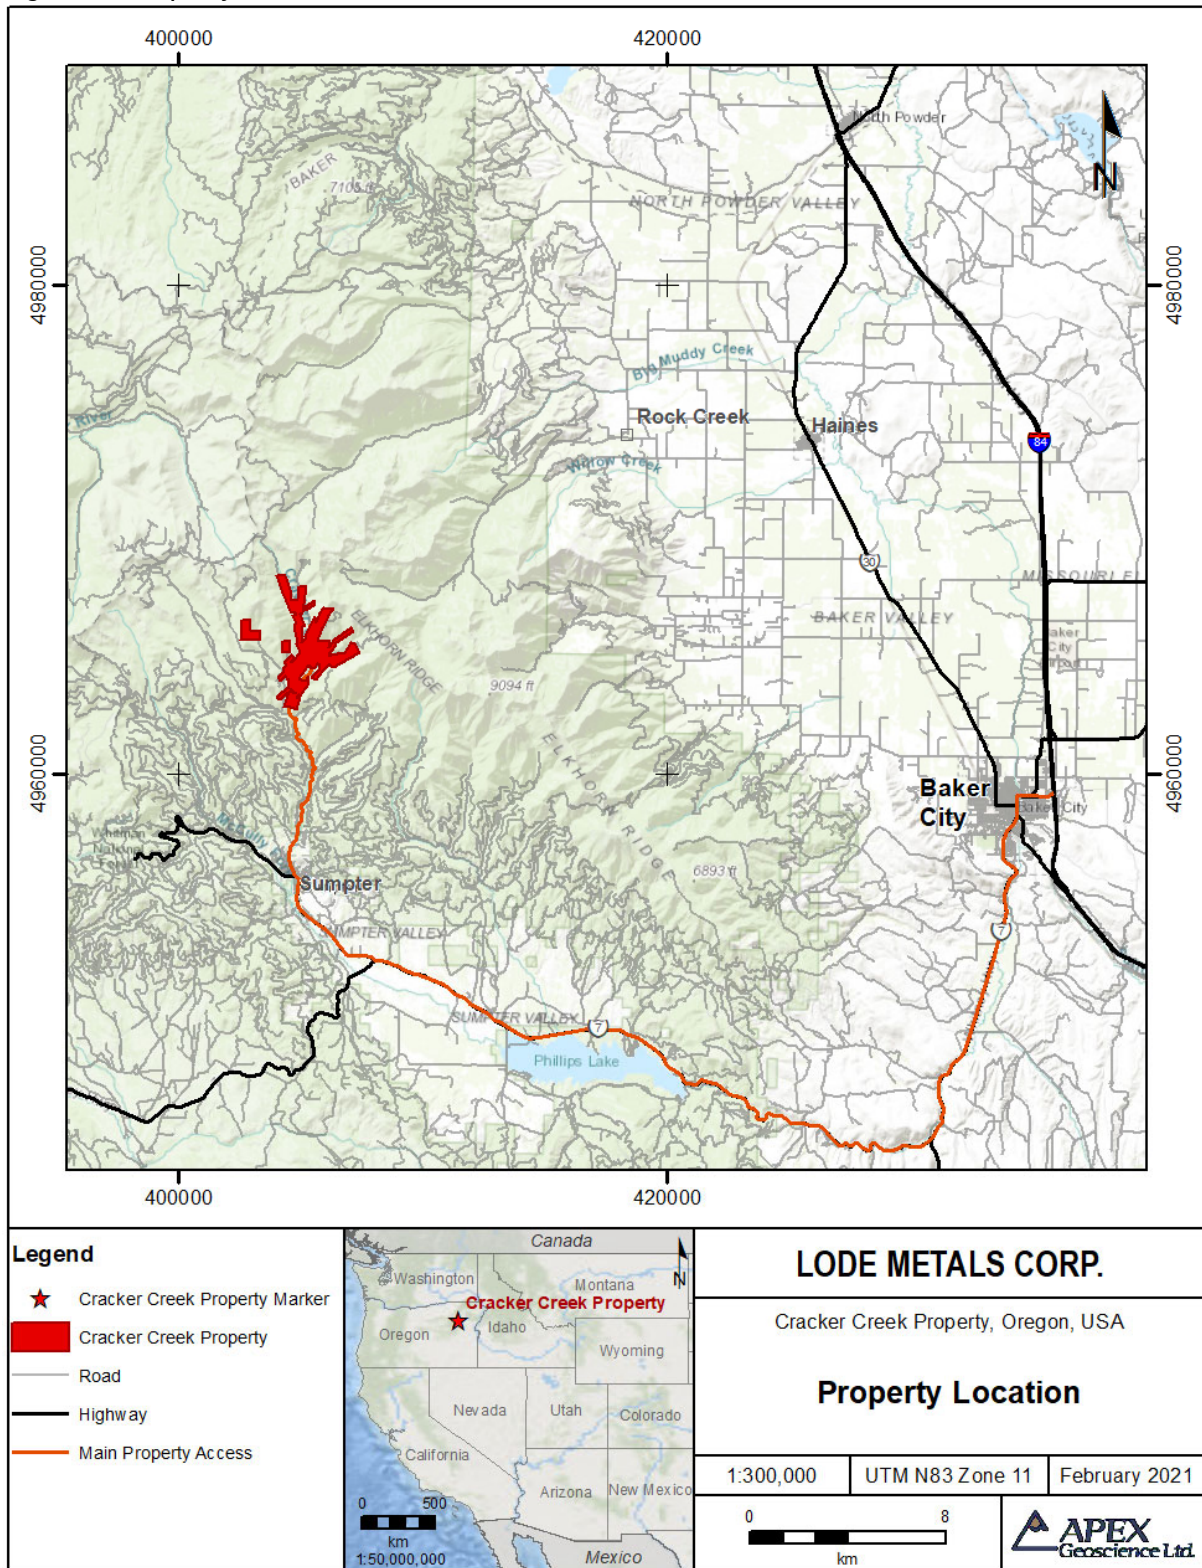 400000
420000
North Powder
BAKER
7105 ft
NORTH POWDER VALLEY
N
4980000
4980000
Big Muddy Creek
River
Rock Creek
Haines
84
Willow Creek
30
BAKER VALLEY
ELKHORN RIDGE
9094 ft
ELKHORN RIDGE
4960000
4960000
Baker
City
Baker City
6893 ft
Sumpter
SUMPTER VALLEY
7
SUMPTER VALLEY
7
Phillips Lake
400000
420000
Legend
Cracker Creek Property Marker
Cracker Creek Property
Road
Highway
Main Property Access
Canada
N
Washington
Montana
Cracker Creek Property
Oregon
Idaho
Wyoming
Nevada
Utah
Colorado
California
Arizona
New Mexico
0 500
km
1:50,000,000
Mexico
LODE METALS CORP.
Cracker Creek Property, Oregon, USA
Property Location
1:300,000
UTM N83 Zone 11
February 2021
0 8
km
APEX
Geoscience Ltd.